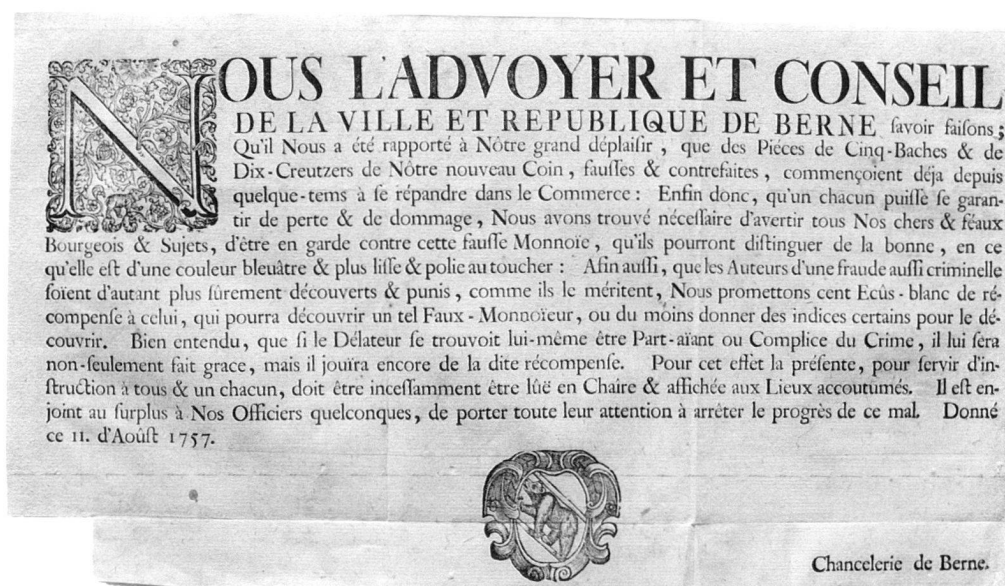 NOUS L'ADVOYER ET CONSEIL
DE LA VILLE ET REPUBLIQUE DE BERNE ſavoir faiſons;
Qu'il Nous a été rapporté à Nôtre grand déplaiſir, que des Piéces de Cinq-Baches & de
Dix-Creutzers de Nôtre nouveau Coin, fauſſes & contrefaites, commençoient déja depuis
quelque-tems à ſe répandre dans le Commerce: Enfin donc, qu'un chacun puiſſe ſe garan-
tir de perte & de dommage, Nous avons trouvé néceſſaire d'avertir tous Nos chers & féaux
Bourgeois & Sujets, d'être en garde contre cette fauſſe Monnoïe, qu'ils pourront diſtinguer de la bonne, en ce
qu'elle eſt d'une couleur bleuâtre & plus liſſe & polie au toucher: Afin auſſi, que les Auteurs d'une fraude auſſi criminelle
ſoient d'autant plus ſûrement découverts & punis, comme ils le méritent, Nous promettons cent Ecûs-blanc de ré-
compenſe à celui, qui pourra découvrir un tel Faux-Monnoïeur, ou du moins donner des indices certains pour le dé-
couvrir. Bien entendu, que ſi le Délateur ſe trouvoit lui-même être Part-aïant ou Complice du Crime, il lui ſéra
non-ſeulement fait grace, mais il jouïra encore de la dite récompenſe. Pour cet effèt la préſente, pour ſervir d'in-
ſtruction à tous & un chacun, doit être inceſſamment être lûë en Chaire & affichée aux Lieux accoutumés. Il eſt en-
joint au ſurplus à Nos Officiers quelconques, de porter toute leur attention à arrêter le progrès de ce mal. Donné
ce 11. d'Aoûſt 1757.
Chancelerie de Berne.